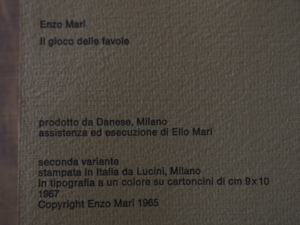 Enzo Mari
Il gioco delle favole
prodotto da Danese, Milano
assistenza ed esecuzione di Elio Mari
seconda variante
stampata in Italia da Lucini, Milano
in tipografia a un colore su cartoncini di cm 9x10
1967
Copyright Enzo Mari 1965